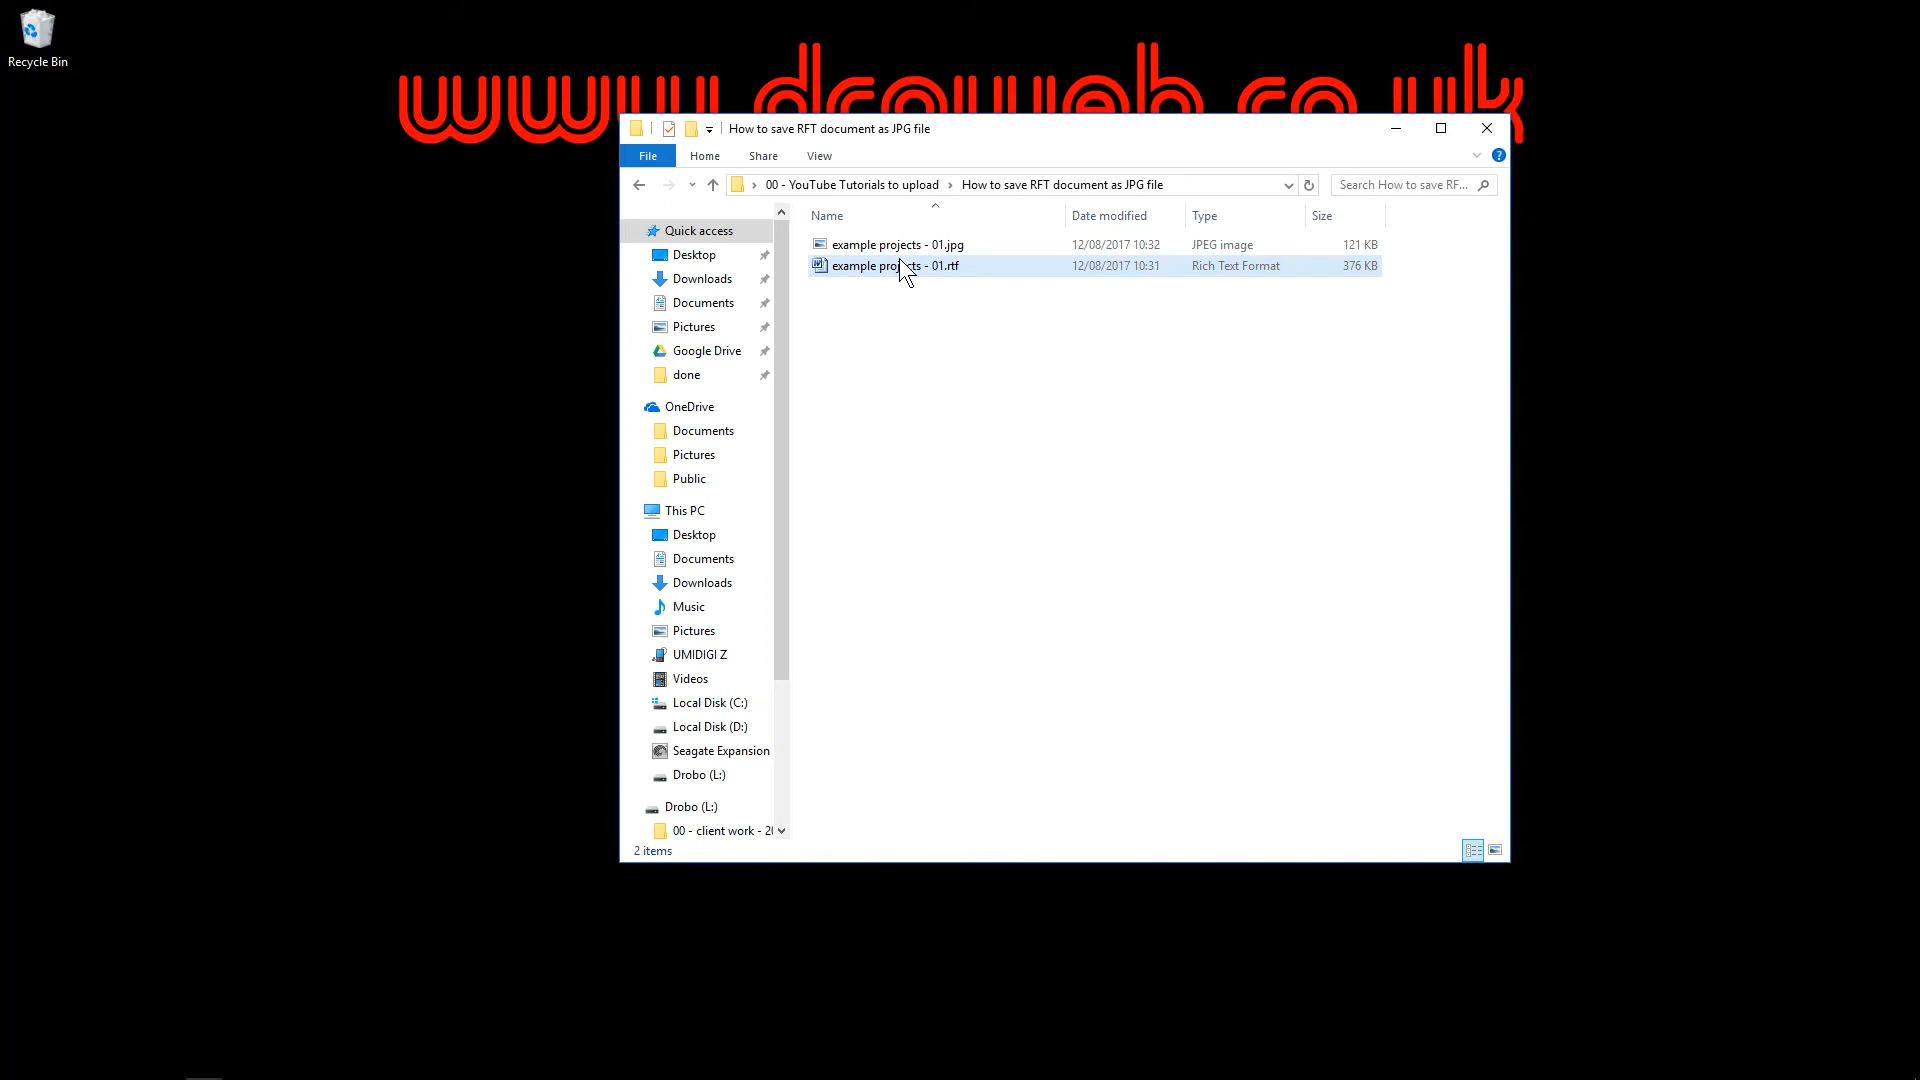 Recycle Bin
www.dcoweb.co.uk
How to save RFT document as JPG file
File Home Share View
00 - YouTube Tutorials to upload How to save RFT document as JPG file
Search How to save RF...
Name Date modified Type Size
example projects - 01.jpg 12/08/2017 10:32 JPEG image 121 KB
example projects - 01.rtf 12/08/2017 10:31 Rich Text Format 376 KB
Quick access
Desktop
Downloads
Documents
Pictures
Google Drive
done
OneDrive
Documents
Pictures
Public
This PC
Desktop
Documents
Downloads
Music
Pictures
UMIDIGI Z
Videos
Local Disk (C:)
Local Disk (D:)
Seagate Expansion
Drobo (L:)
Drobo (L:)
00 - client work - 20
2 items